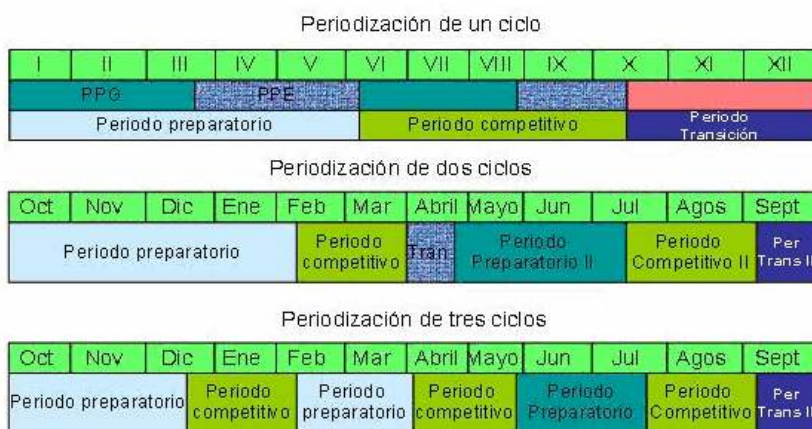 Periodización de un ciclo
I II III IV V VI VII VIII IX X XI XII
PPG PPE
Periodo preparatorio Periodo competitivo Periodo
Transición
Periodización de dos ciclos
Oct Nov Dic Ene Feb Mar Abril Mayo Jun Jul Agos Sept
Periodo preparatorio Periodo
competitivo Tran Periodo
Preparatorio II Periodo
Competitivo II Per
Trans II
Periodización de tres ciclos
Oct Nov Dic Ene Feb Mar Abril Mayo Jun Jul Agos Sept
Periodo preparatorio Periodo
competitivo Periodo
preparatorio Periodo
competitivo Periodo
Preparatorio Periodo
Competitivo Per
Trans II